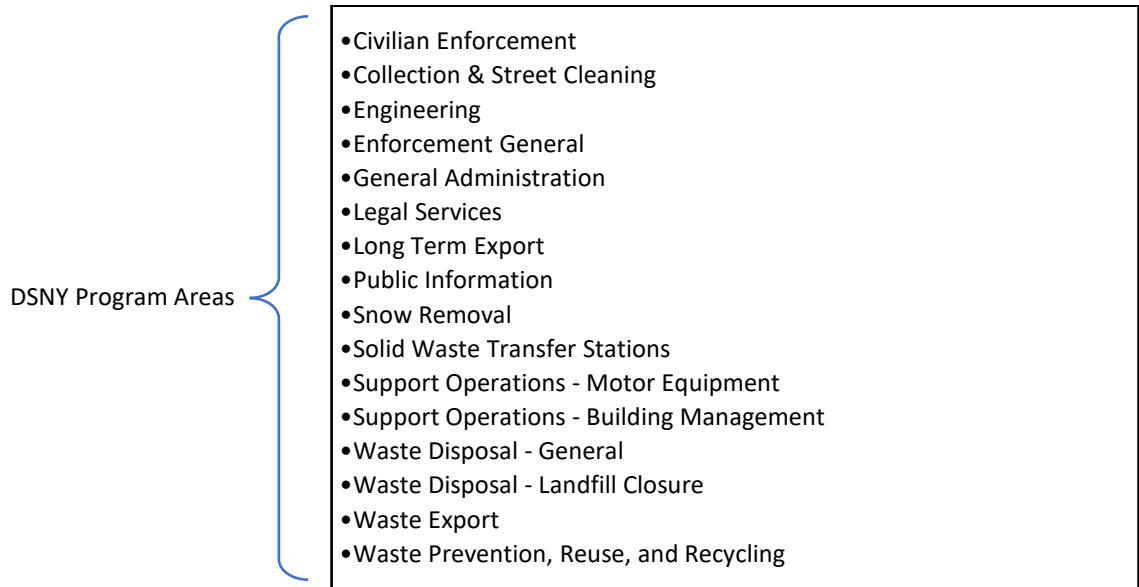 •Civilian Enforcement
•Collection & Street Cleaning
•Engineering
•Enforcement General
•General Administration
•Legal Services
•Long Term Export
•Public Information
DSNY Program Areas
•Snow Removal
•Solid Waste Transfer Stations
•Support Operations - Motor Equipment
•Support Operations - Building Management
•Waste Disposal - General
•Waste Disposal - Landfill Closure
•Waste Export
•Waste Prevention, Reuse, and Recycling